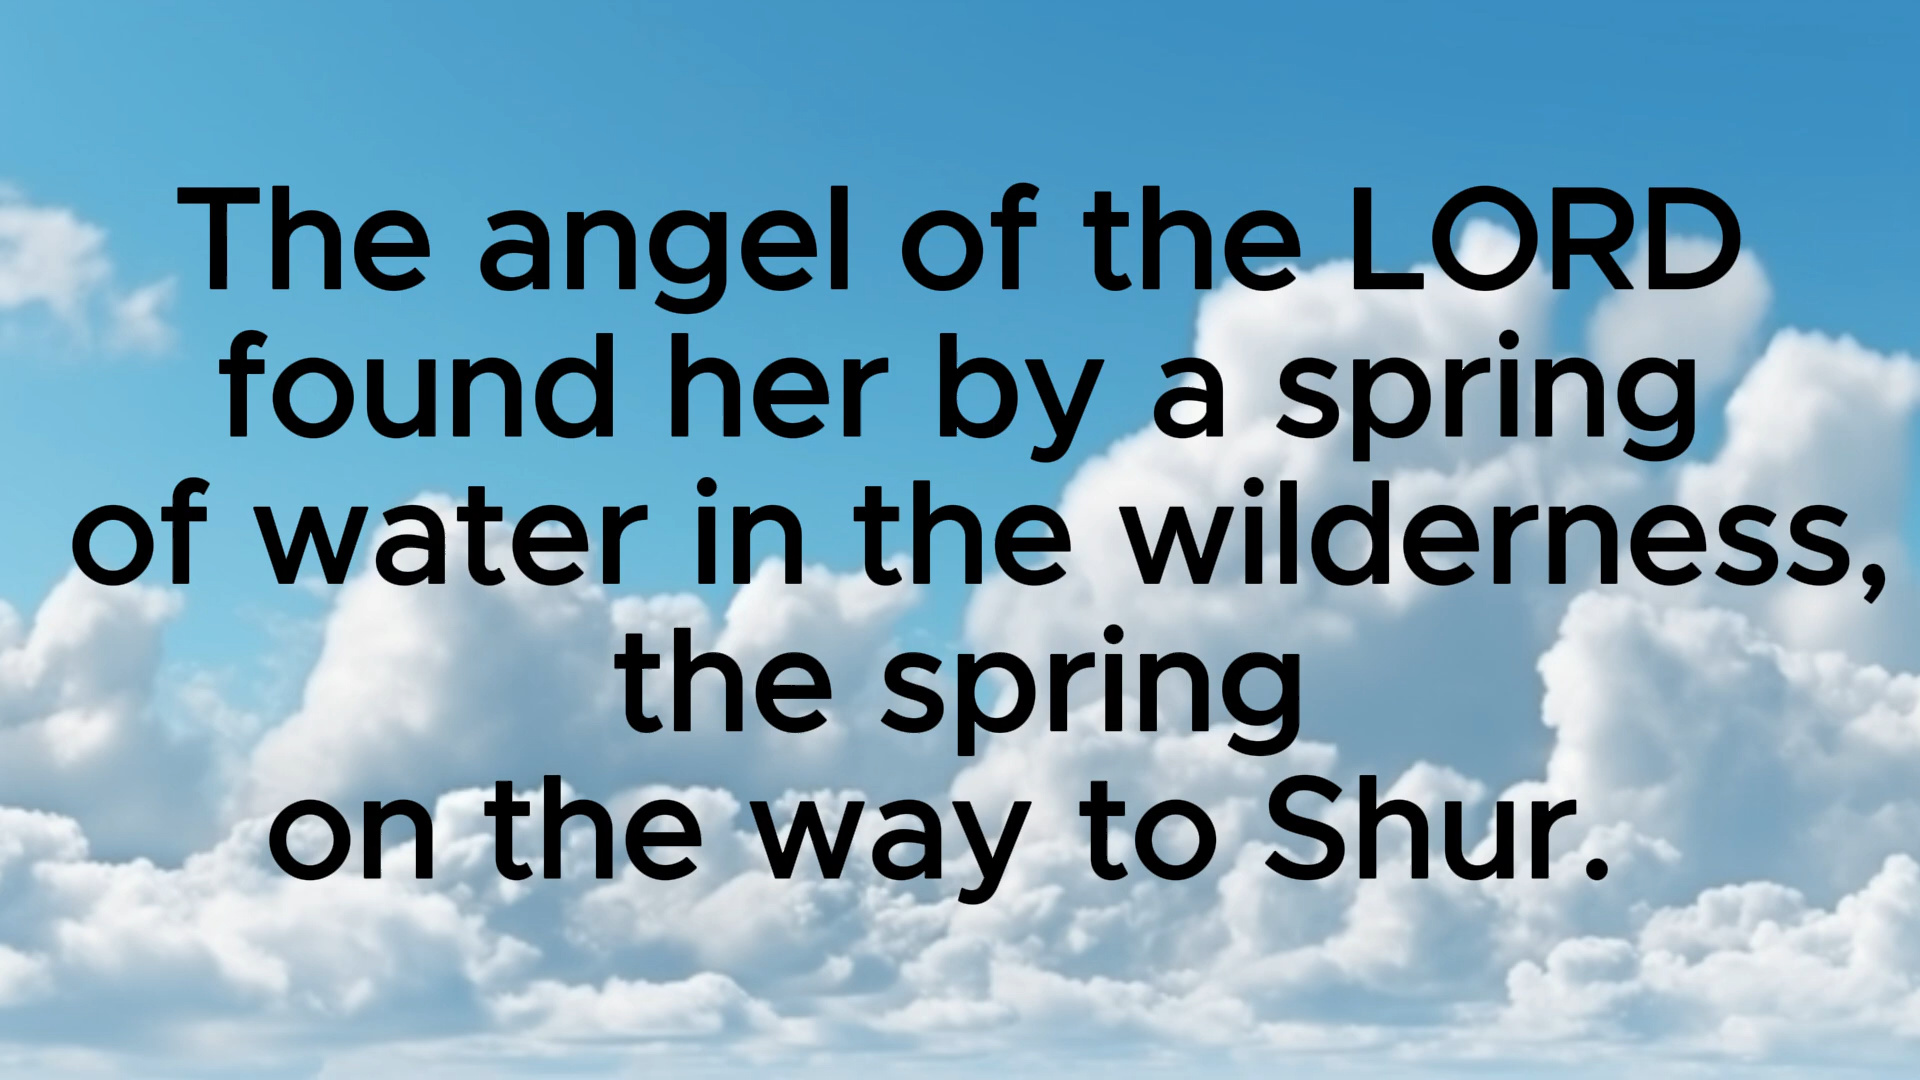 The angel of the LORD
found her by a spring
of water in the wilderness,
the spring
on the way to Shur.